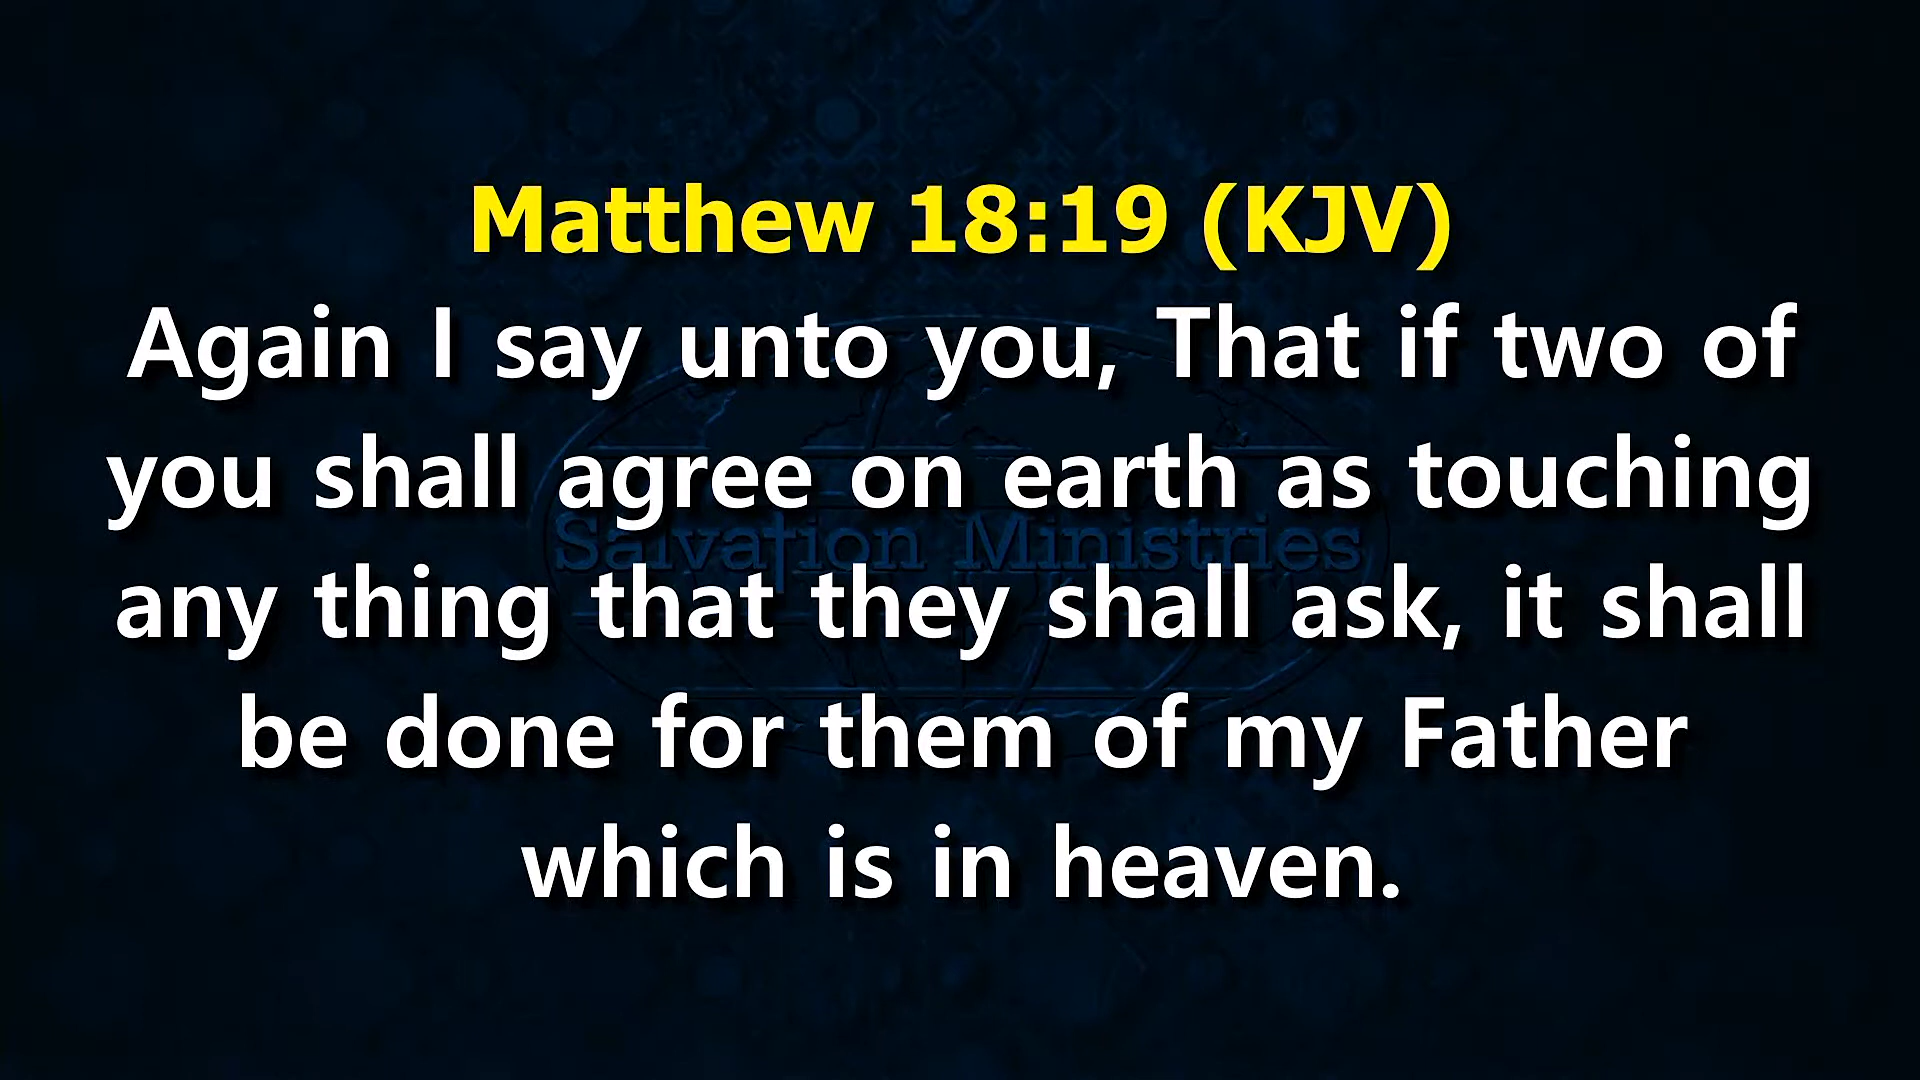 Matthew 18:19 (KJV)
Again I say unto you, That if two of
you shall agree on earth as touching
Salvation Ministries
any thing that they shall ask, it shall
be done for them of my Father
which is in heaven.